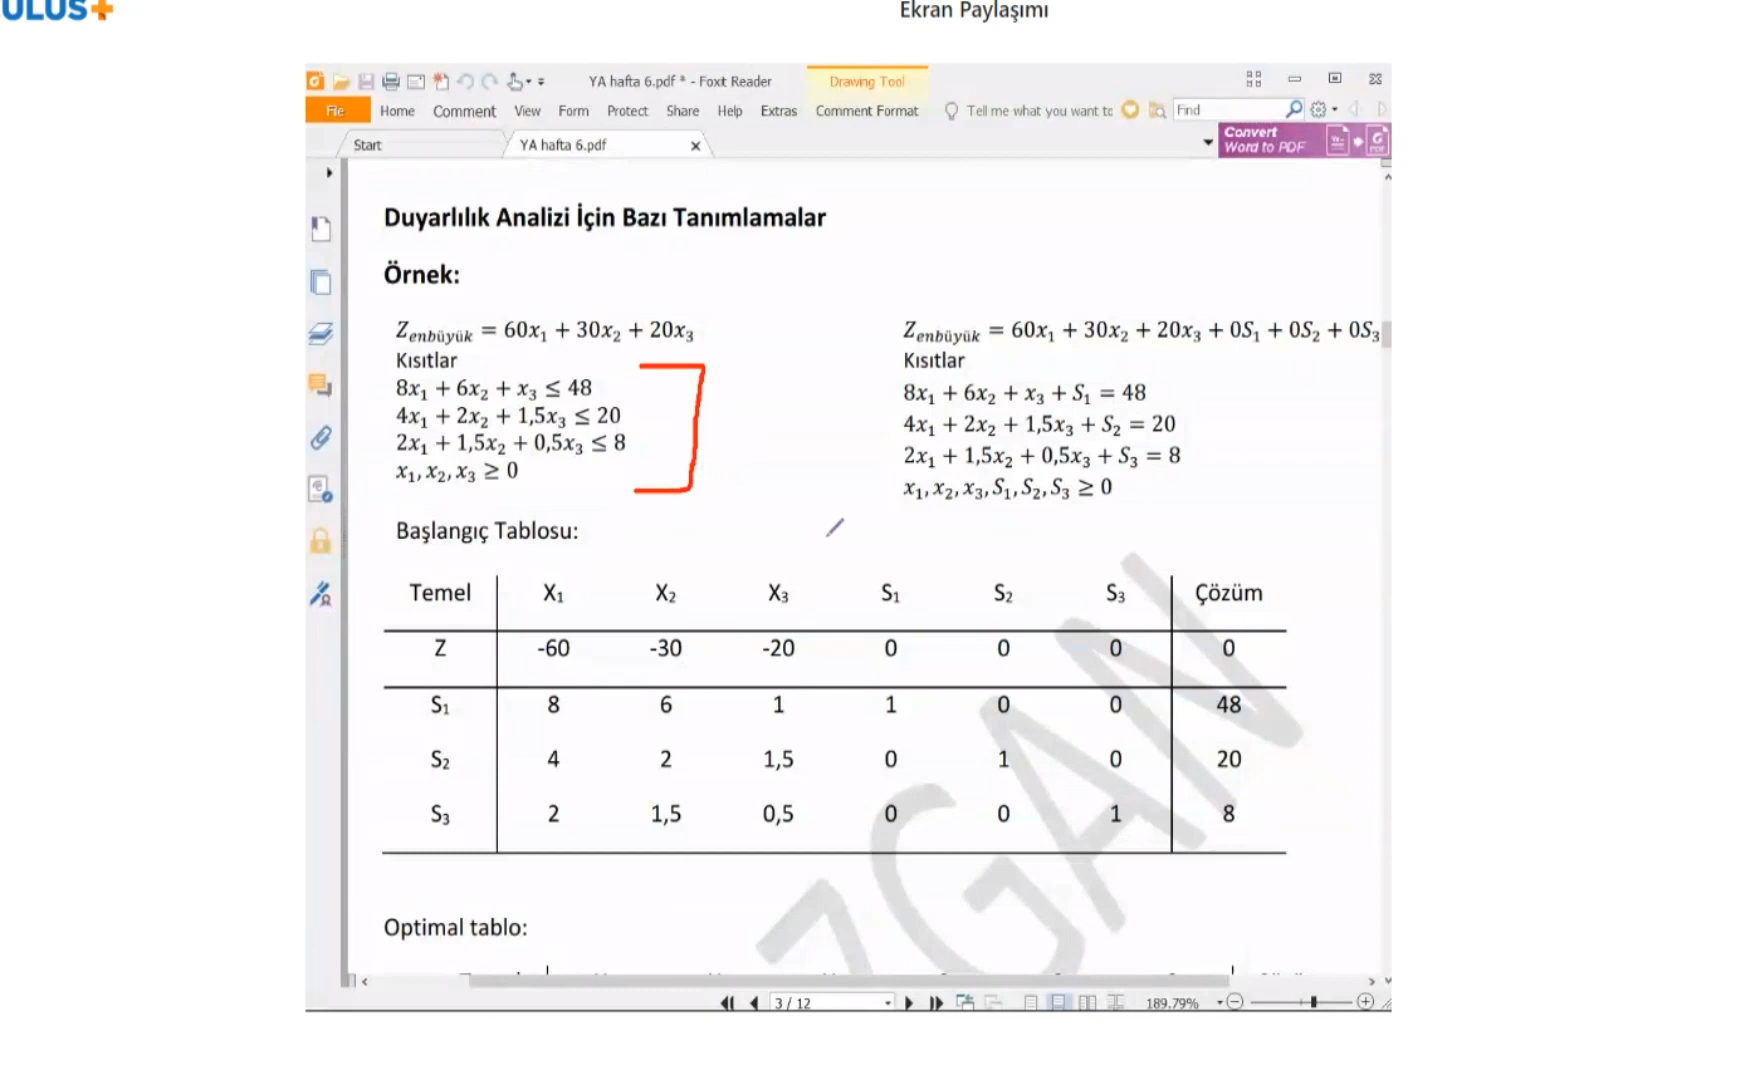 ULUS+
Ekran Paylaşımı
YA hafta 6.pdf * - Foxit Reader
Drawing Tool
File Home Comment View Form Protect Share Help Extras Comment Format Tell me what you want to Find
Start
YA hafta 6.pdf
Convert
Word to PDF
Duyarlılık Analizi İçin Bazı Tanımlamalar
Örnek:
Zenbüyük = 60x₁ + 30x₂ + 20x₃
Kısıtlar
8x₁ + 6x₂ + x₃ ≤ 48
4x₁ + 2x₂ + 1,5x₃ ≤ 20
2x₁ + 1,5x₂ + 0,5x₃ ≤ 8
x₁, x₂, x₃ ≥ 0
Zenbüyük = 60x₁ + 30x₂ + 20x₃ + 0S₁ + 0S₂ + 0S₃
Kısıtlar
8x₁ + 6x₂ + x₃ + S₁ = 48
4x₁ + 2x₂ + 1,5x₃ + S₂ = 20
2x₁ + 1,5x₂ + 0,5x₃ + S₃ = 8
x₁, x₂, x₃, S₁, S₂, S₃ ≥ 0
Başlangıç Tablosu:
Temel X₁ X₂ X₃ S₁ S₂ S₃ Çözüm
Z -60 -30 -20 0 0 0 0
S₁ 8 6 1 1 0 0 48
S₂ 4 2 1,5 0 1 0 20
S₃ 2 1,5 0,5 0 0 1 8
Optimal tablo:
ZGAN
3 / 12
189.79%